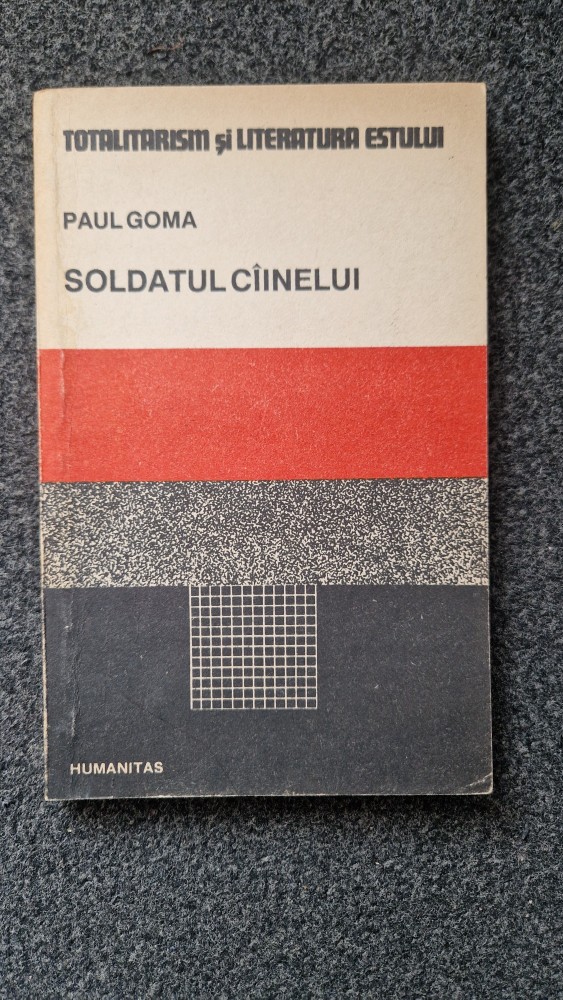 TOTALITARISM și LITERATURA ESTULUI
PAUL GOMA
SOLDATUL CÎINELUI
HUMANITAS